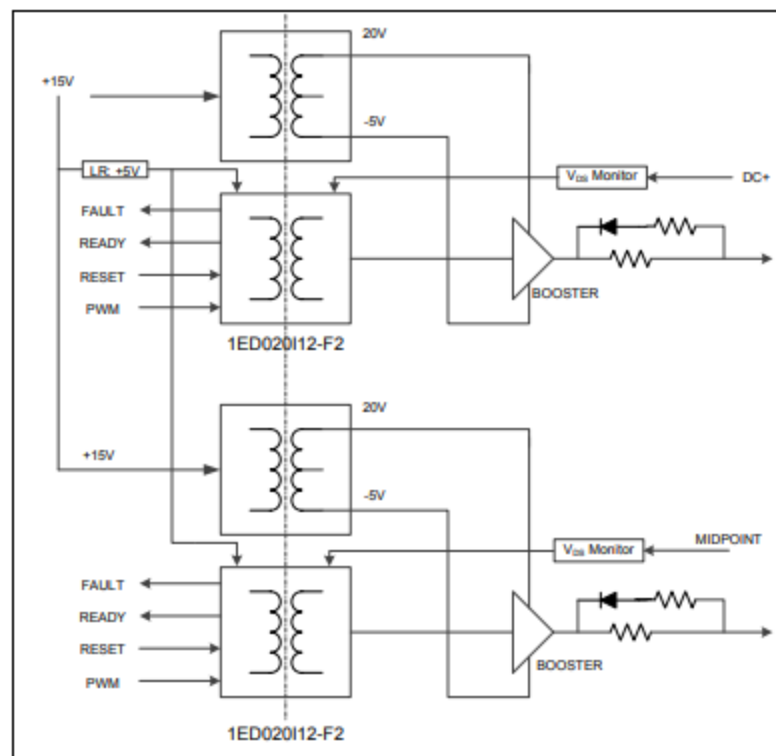 20V
+15V
-5V
LR: +5V
V_DS Monitor
DC+
FAULT
READY
RESET
BOOSTER
PWM
1ED020I12-F2
20V
+15V
-5V
MIDPOINT
V_DS Monitor
FAULT
READY
RESET
BOOSTER
PWM
1ED020I12-F2